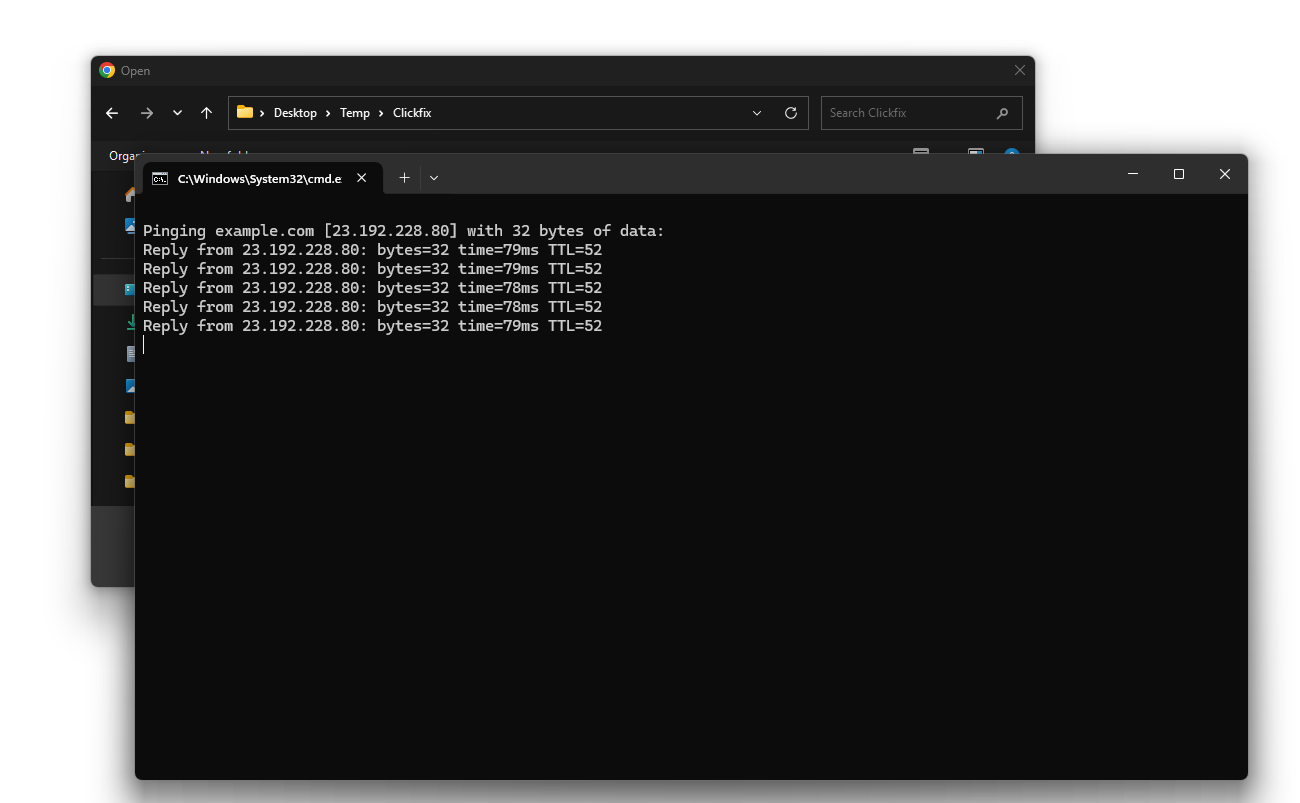 Open
Desktop > Temp > Clickfix
Search Clickfix
C:\Windows\System32\cmd.e
Pinging example.com [23.192.228.80] with 32 bytes of data:
Reply from 23.192.228.80: bytes=32 time=79ms TTL=52
Reply from 23.192.228.80: bytes=32 time=79ms TTL=52
Reply from 23.192.228.80: bytes=32 time=78ms TTL=52
Reply from 23.192.228.80: bytes=32 time=78ms TTL=52
Reply from 23.192.228.80: bytes=32 time=79ms TTL=52